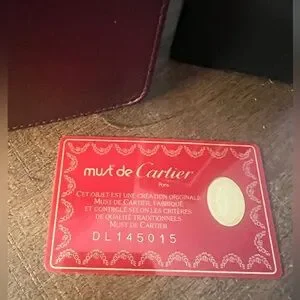 must de Cartier
Paris
CET OBJET EST UNE CRÉATION ORIGINALE
MUST DE CARTIER, FABRIQUÉ
ET CONTRÔLÉ SELON LES CRITÈRES
DE QUALITÉ TRADITIONNELS
MUST DE CARTIER
DL145015